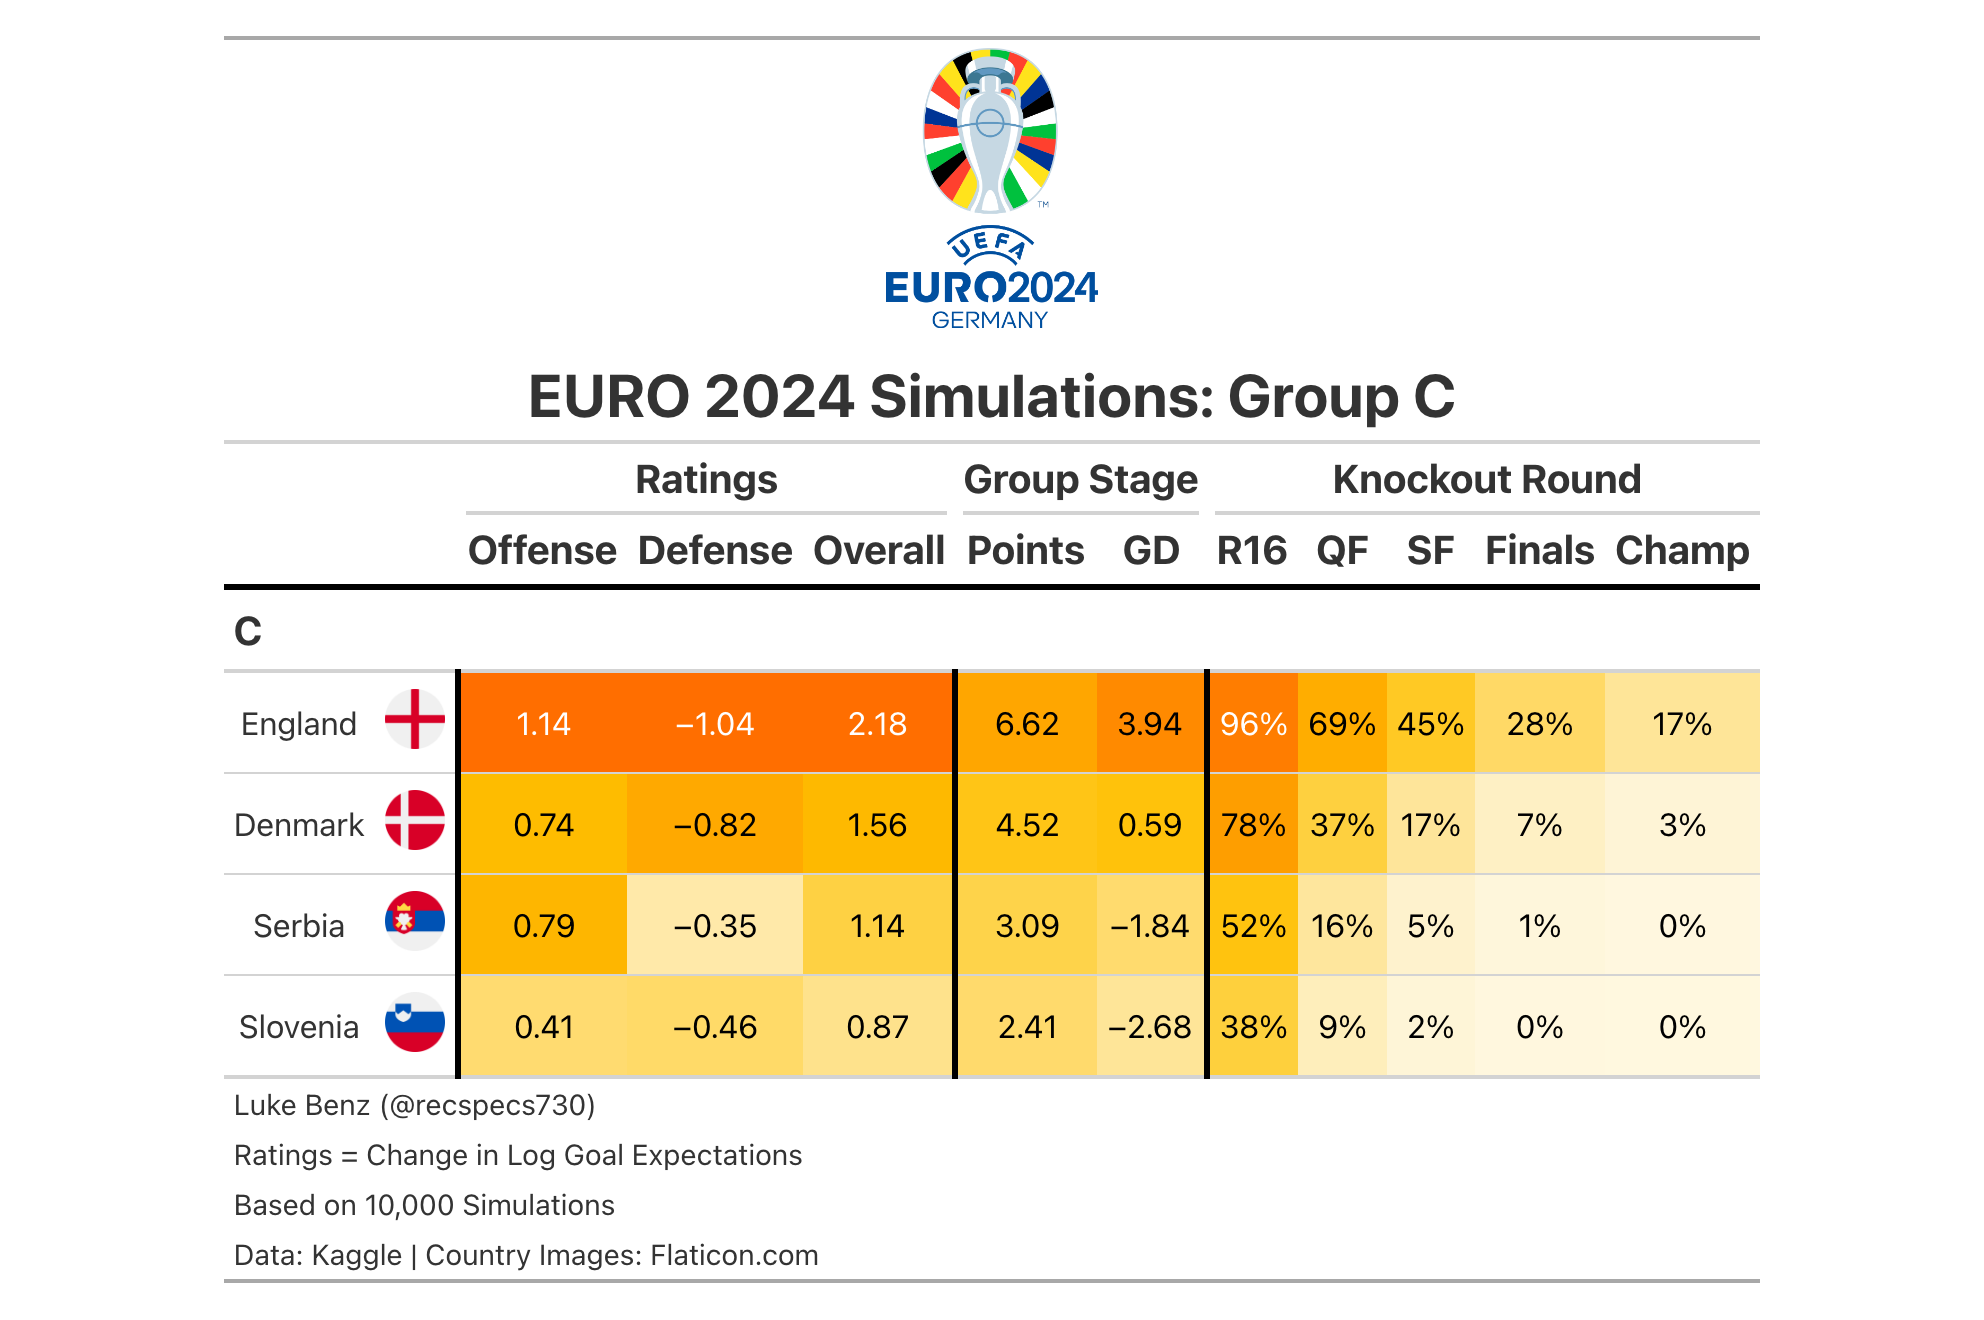 TM
UEFA
EURO2024
GERMANY
EURO 2024 Simulations: Group C
Ratings Group Stage Knockout Round
Offense Defense Overall Points GD R16 QF SF Finals Champ
C
England 1.14 −1.04 2.18 6.62 3.94 96% 69% 45% 28% 17%
Denmark 0.74 −0.82 1.56 4.52 0.59 78% 37% 17% 7% 3%
Serbia 0.79 −0.35 1.14 3.09 −1.84 52% 16% 5% 1% 0%
Slovenia 0.41 −0.46 0.87 2.41 −2.68 38% 9% 2% 0% 0%
Luke Benz (@recspecs730)
Ratings = Change in Log Goal Expectations
Based on 10,000 Simulations
Data: Kaggle | Country Images: Flaticon.com